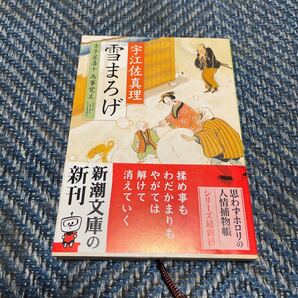 宇江佐真理
雪まろげ
古手屋喜十 為事覚え
新潮文庫の
新刊
揉め事も
わだかまりも
やがては
解けて
消えていく
思わずホロリの
人情捕物帳
シリーズ最新刊